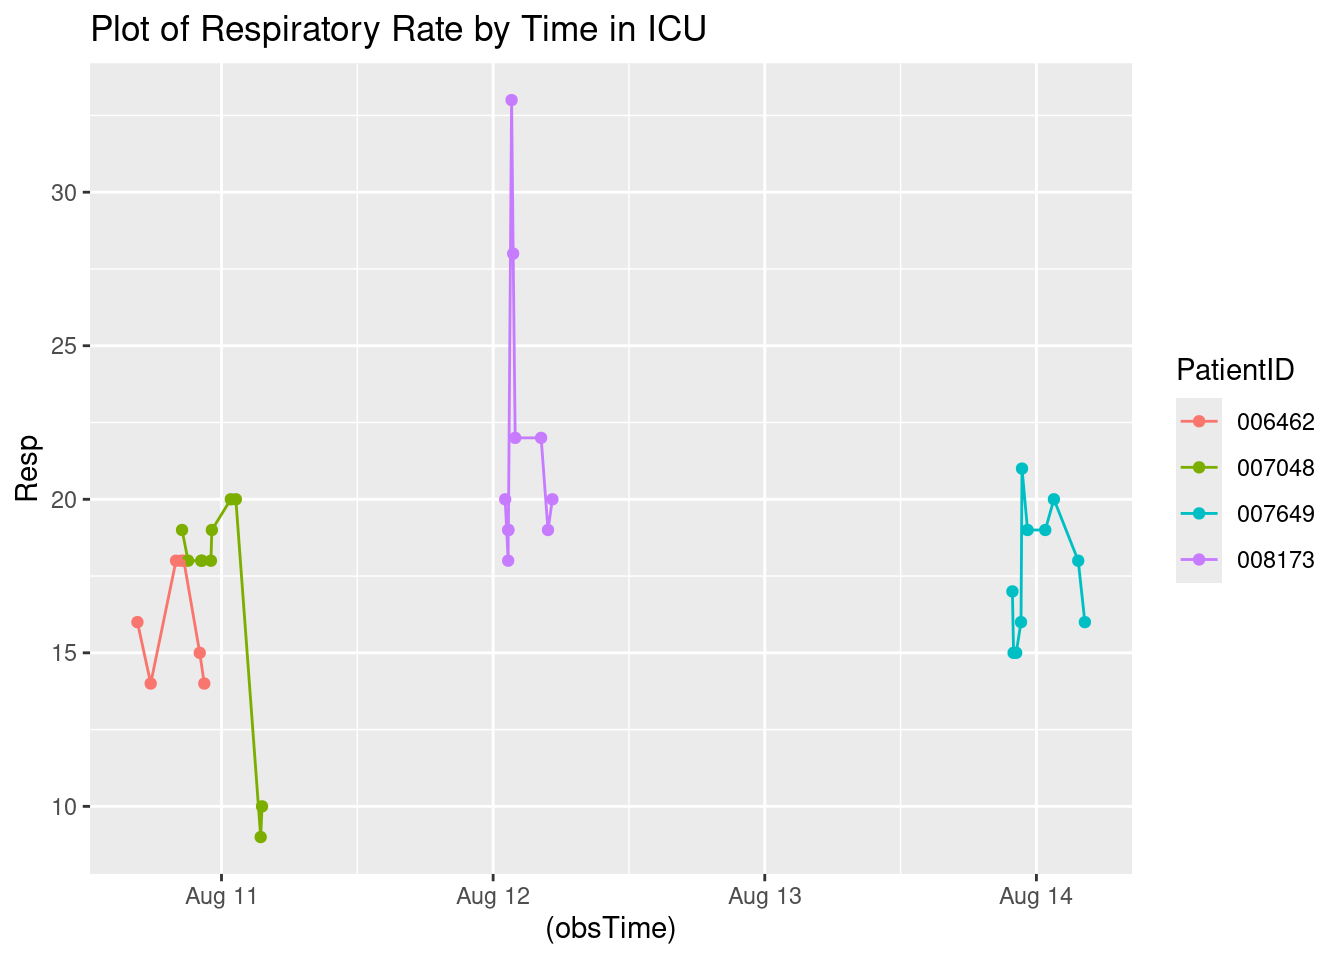 Plot of Respiratory Rate by Time in ICU
Resp
30
25
20
15
10
Aug 11
Aug 12
Aug 13
Aug 14
(obsTime)
PatientID
006462
007048
007649
008173